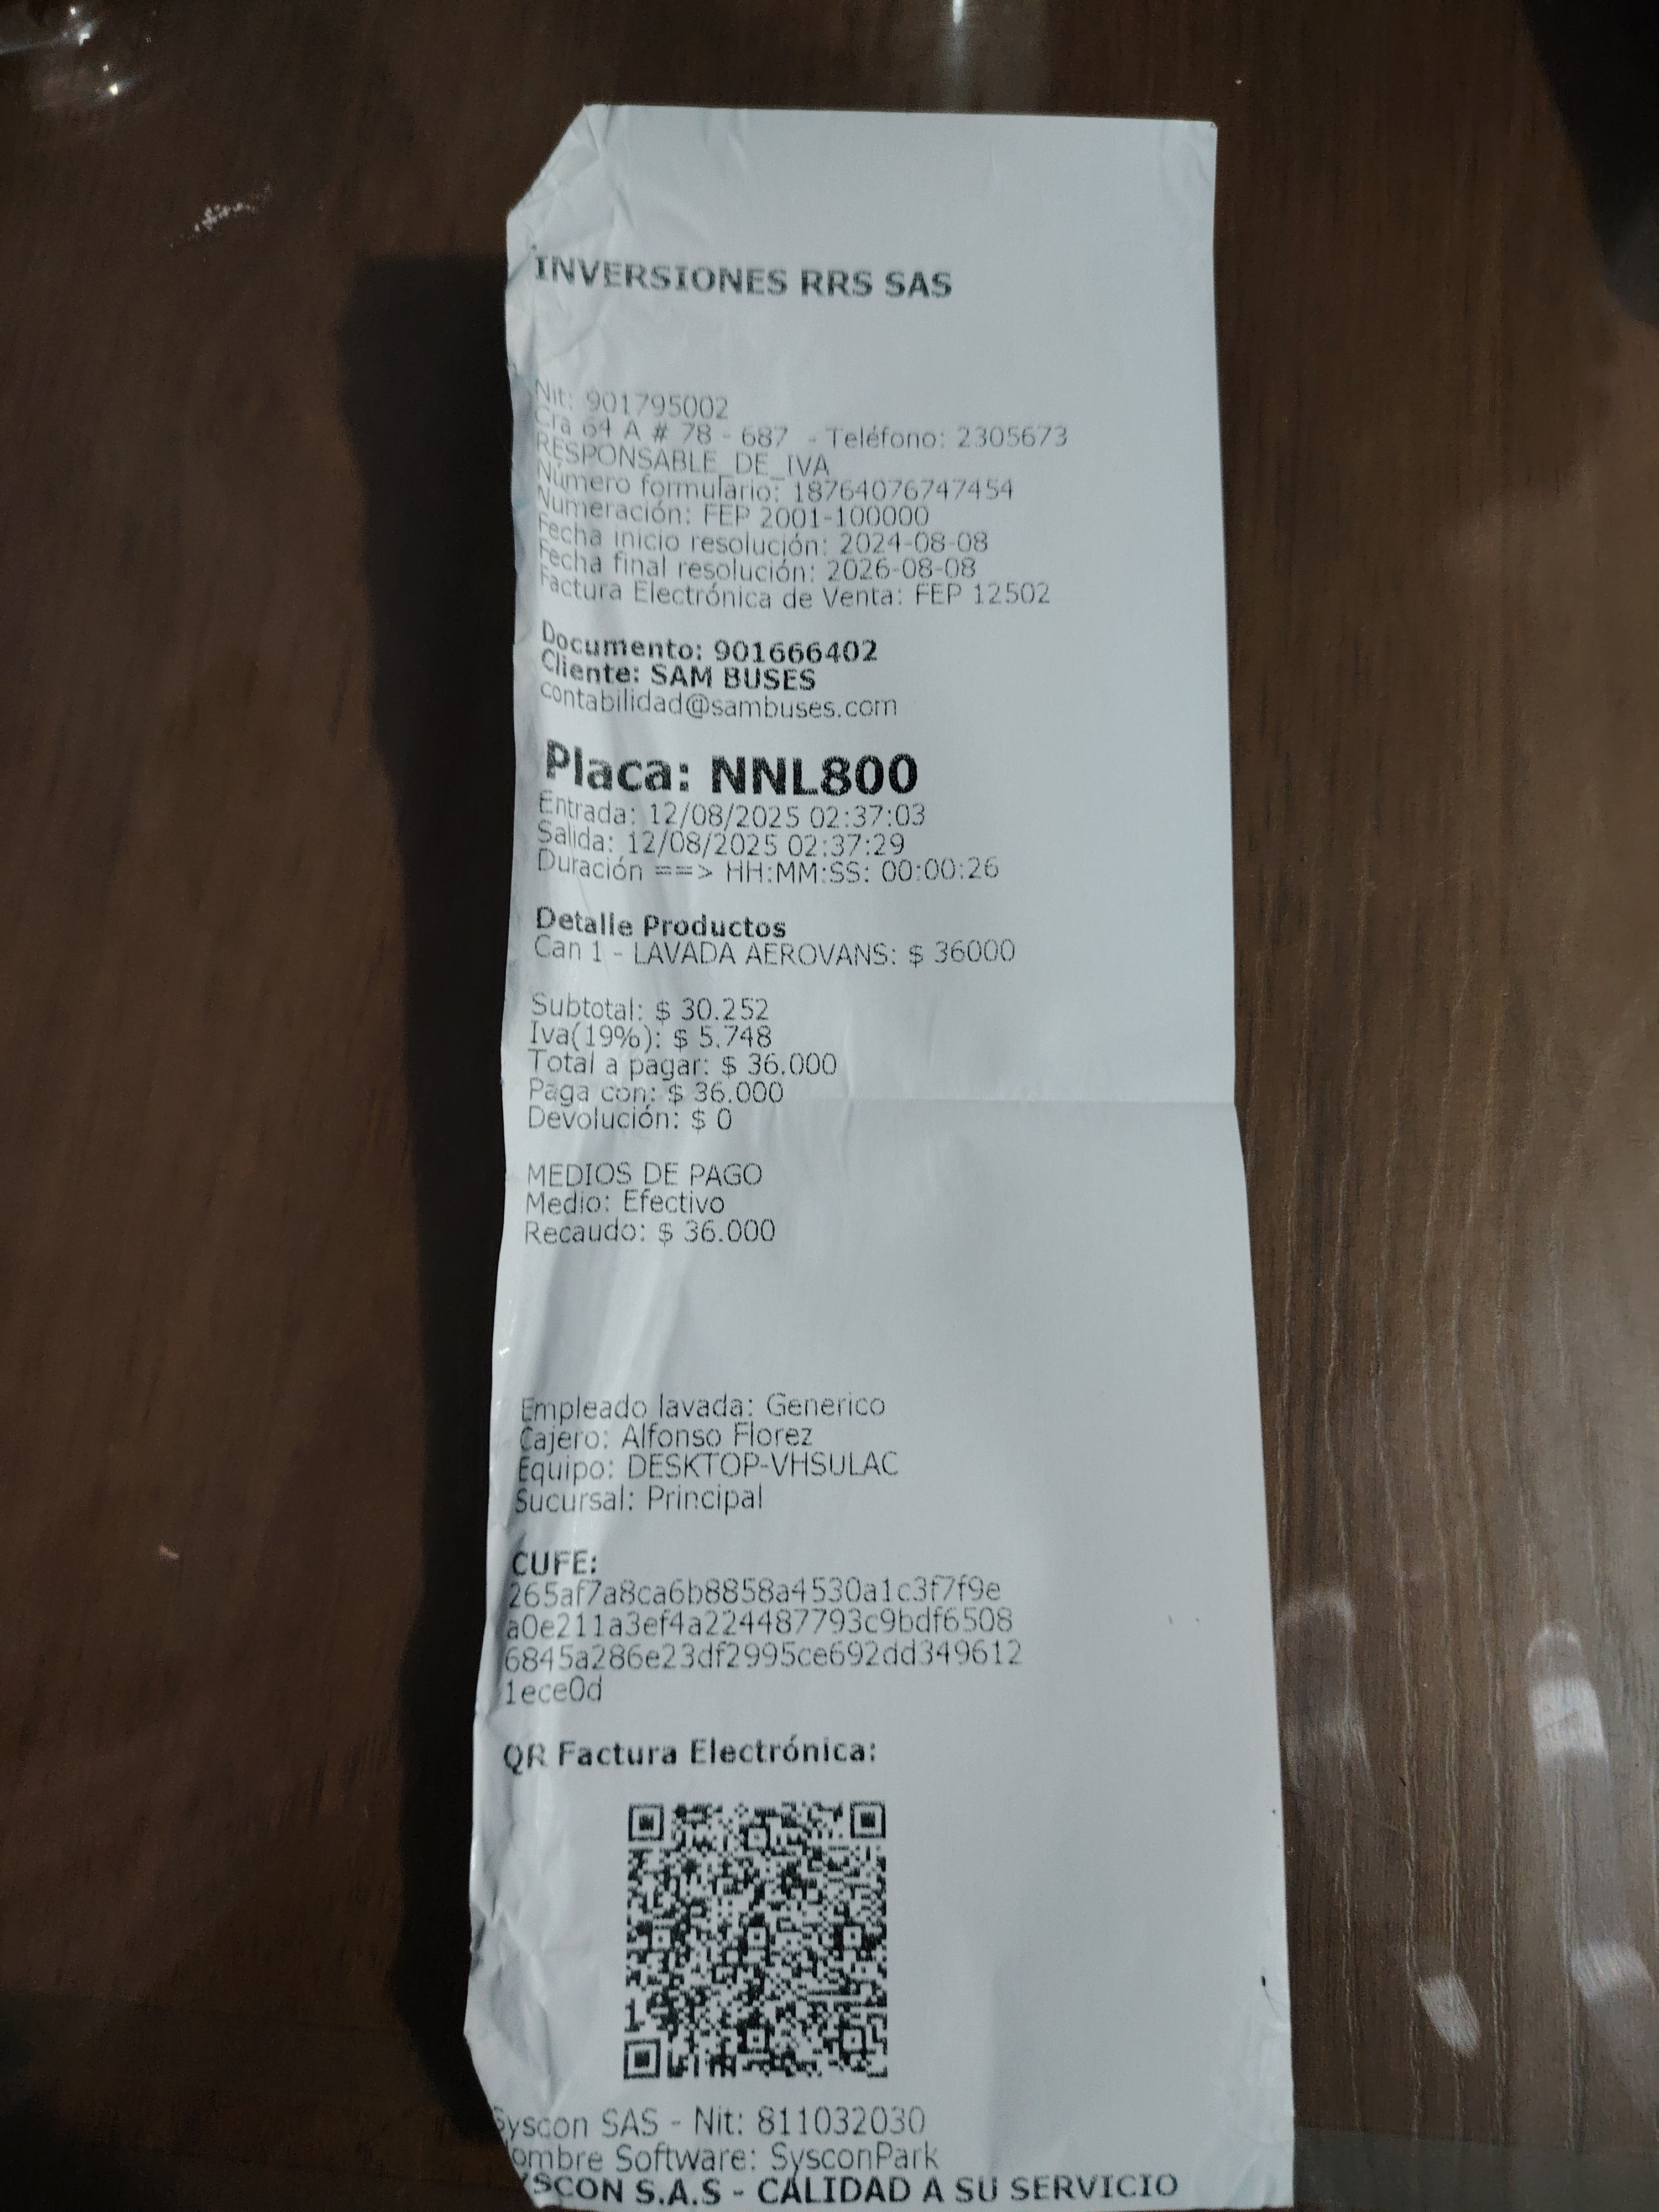 INVERSIONES RRS SAS
Nit: 901795002
Cra 64 A # 78 - 687 - Teléfono: 2305673
RESPONSABLE_DE_IVA
Número formulario: 18764076747454
Numeración: FEP 2001-100000
Fecha inicio resolución: 2024-08-08
Fecha final resolución: 2026-08-08
Factura Electrónica de Venta: FEP 12502
Documento: 901666402
Cliente: SAM BUSES
contabilidad@sambuses.com
Placa: NNL800
Entrada: 12/08/2025 02:37:03
Salida: 12/08/2025 02:37:29
Duración ==> HH:MM:SS: 00:00:26
Detalle Productos
Can 1 - LAVADA AEROVANS: $ 36000
Subtotal: $ 30.252
Iva(19%): $ 5.748
Total a pagar: $ 36.000
Paga con: $ 36.000
Devolución: $ 0
MEDIOS DE PAGO
Medio: Efectivo
Recaudo: $ 36.000
Empleado lavada: Generico
Cajero: Alfonso Florez
Equipo: DESKTOP-VHSULAC
Sucursal: Principal
CUFE:
265af7a8ca6b8858a4530a1c3f7f9e
a0e211a3ef4a224487793c9bdf6508
6845a286e23df2995ce692dd349612
1ece0d
QR Factura Electrónica:
Syscon SAS - Nit: 811032030
ombre Software: SysconPark
YSCON S.A.S - CALIDAD A SU SERVICIO